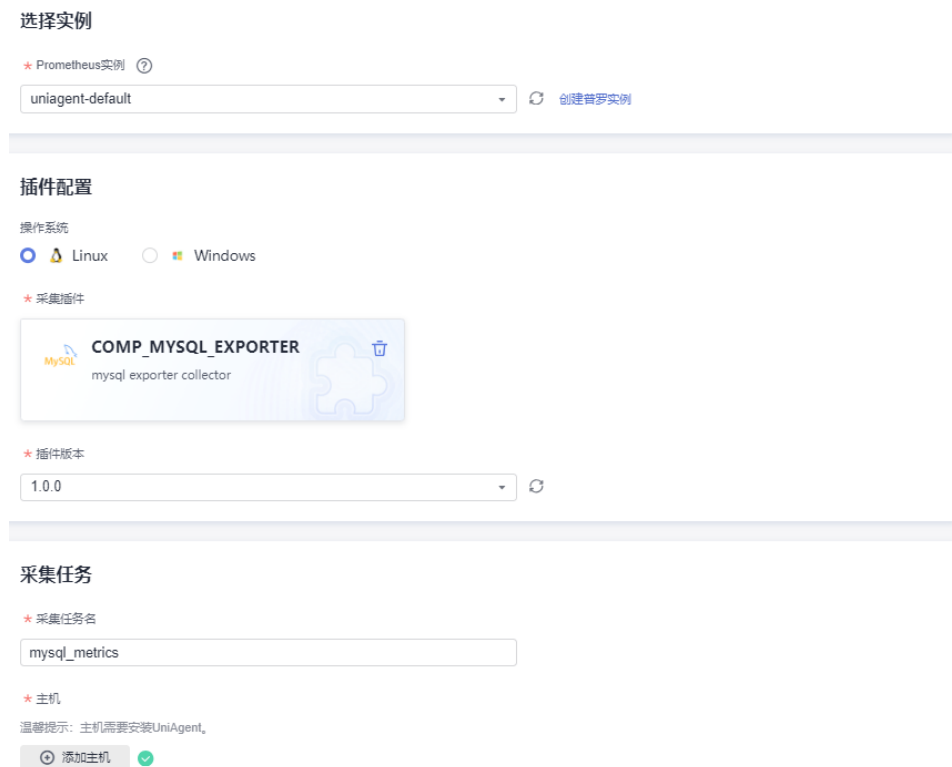 选择实例
* Prometheus实例 ?
uniagent-default
创建普罗实例
插件配置
操作系统
Linux Windows
* 采集插件
MySQL
COMP_MYSQL_EXPORTER
mysql exporter collector
* 插件版本
1.0.0
采集任务
* 采集任务名
mysql_metrics
* 主机
温馨提示：主机需要安装UniAgent。
添加主机